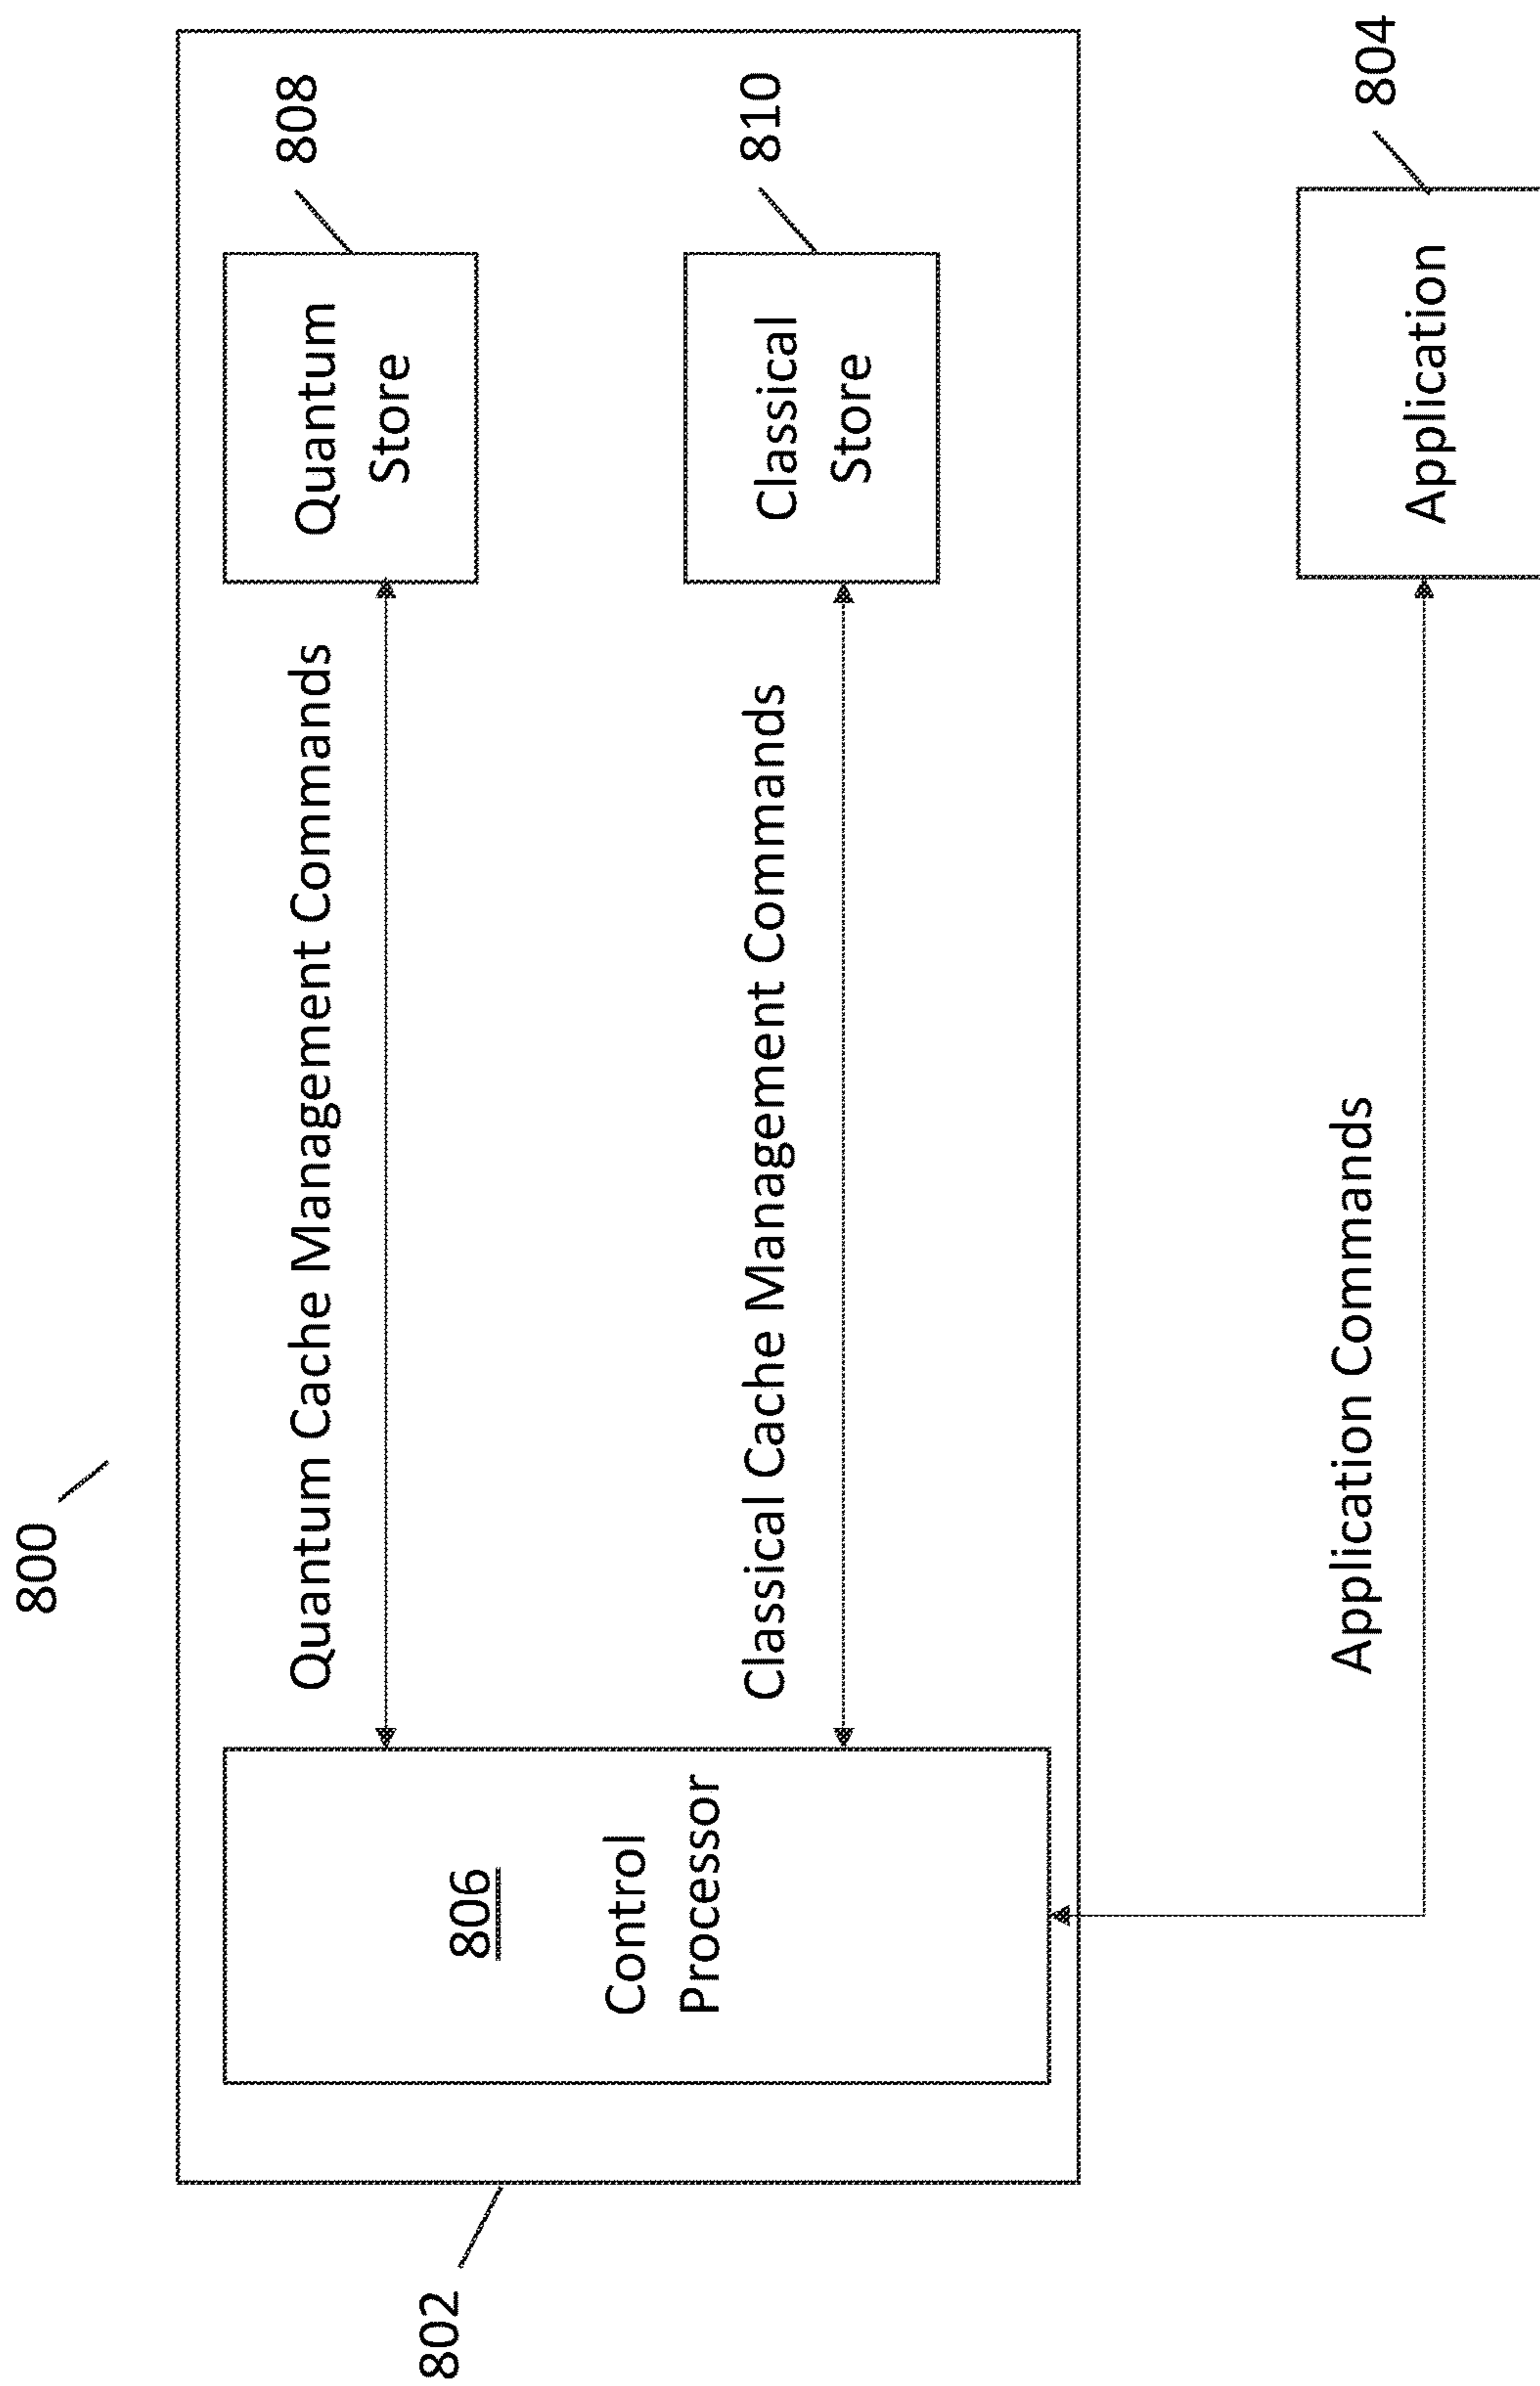 800
802
806
Control
Processor
Quantum Cache Management Commands
Quantum
Store
808
Classical Cache Management Commands
Classical
Store
810
Application Commands
Application
804